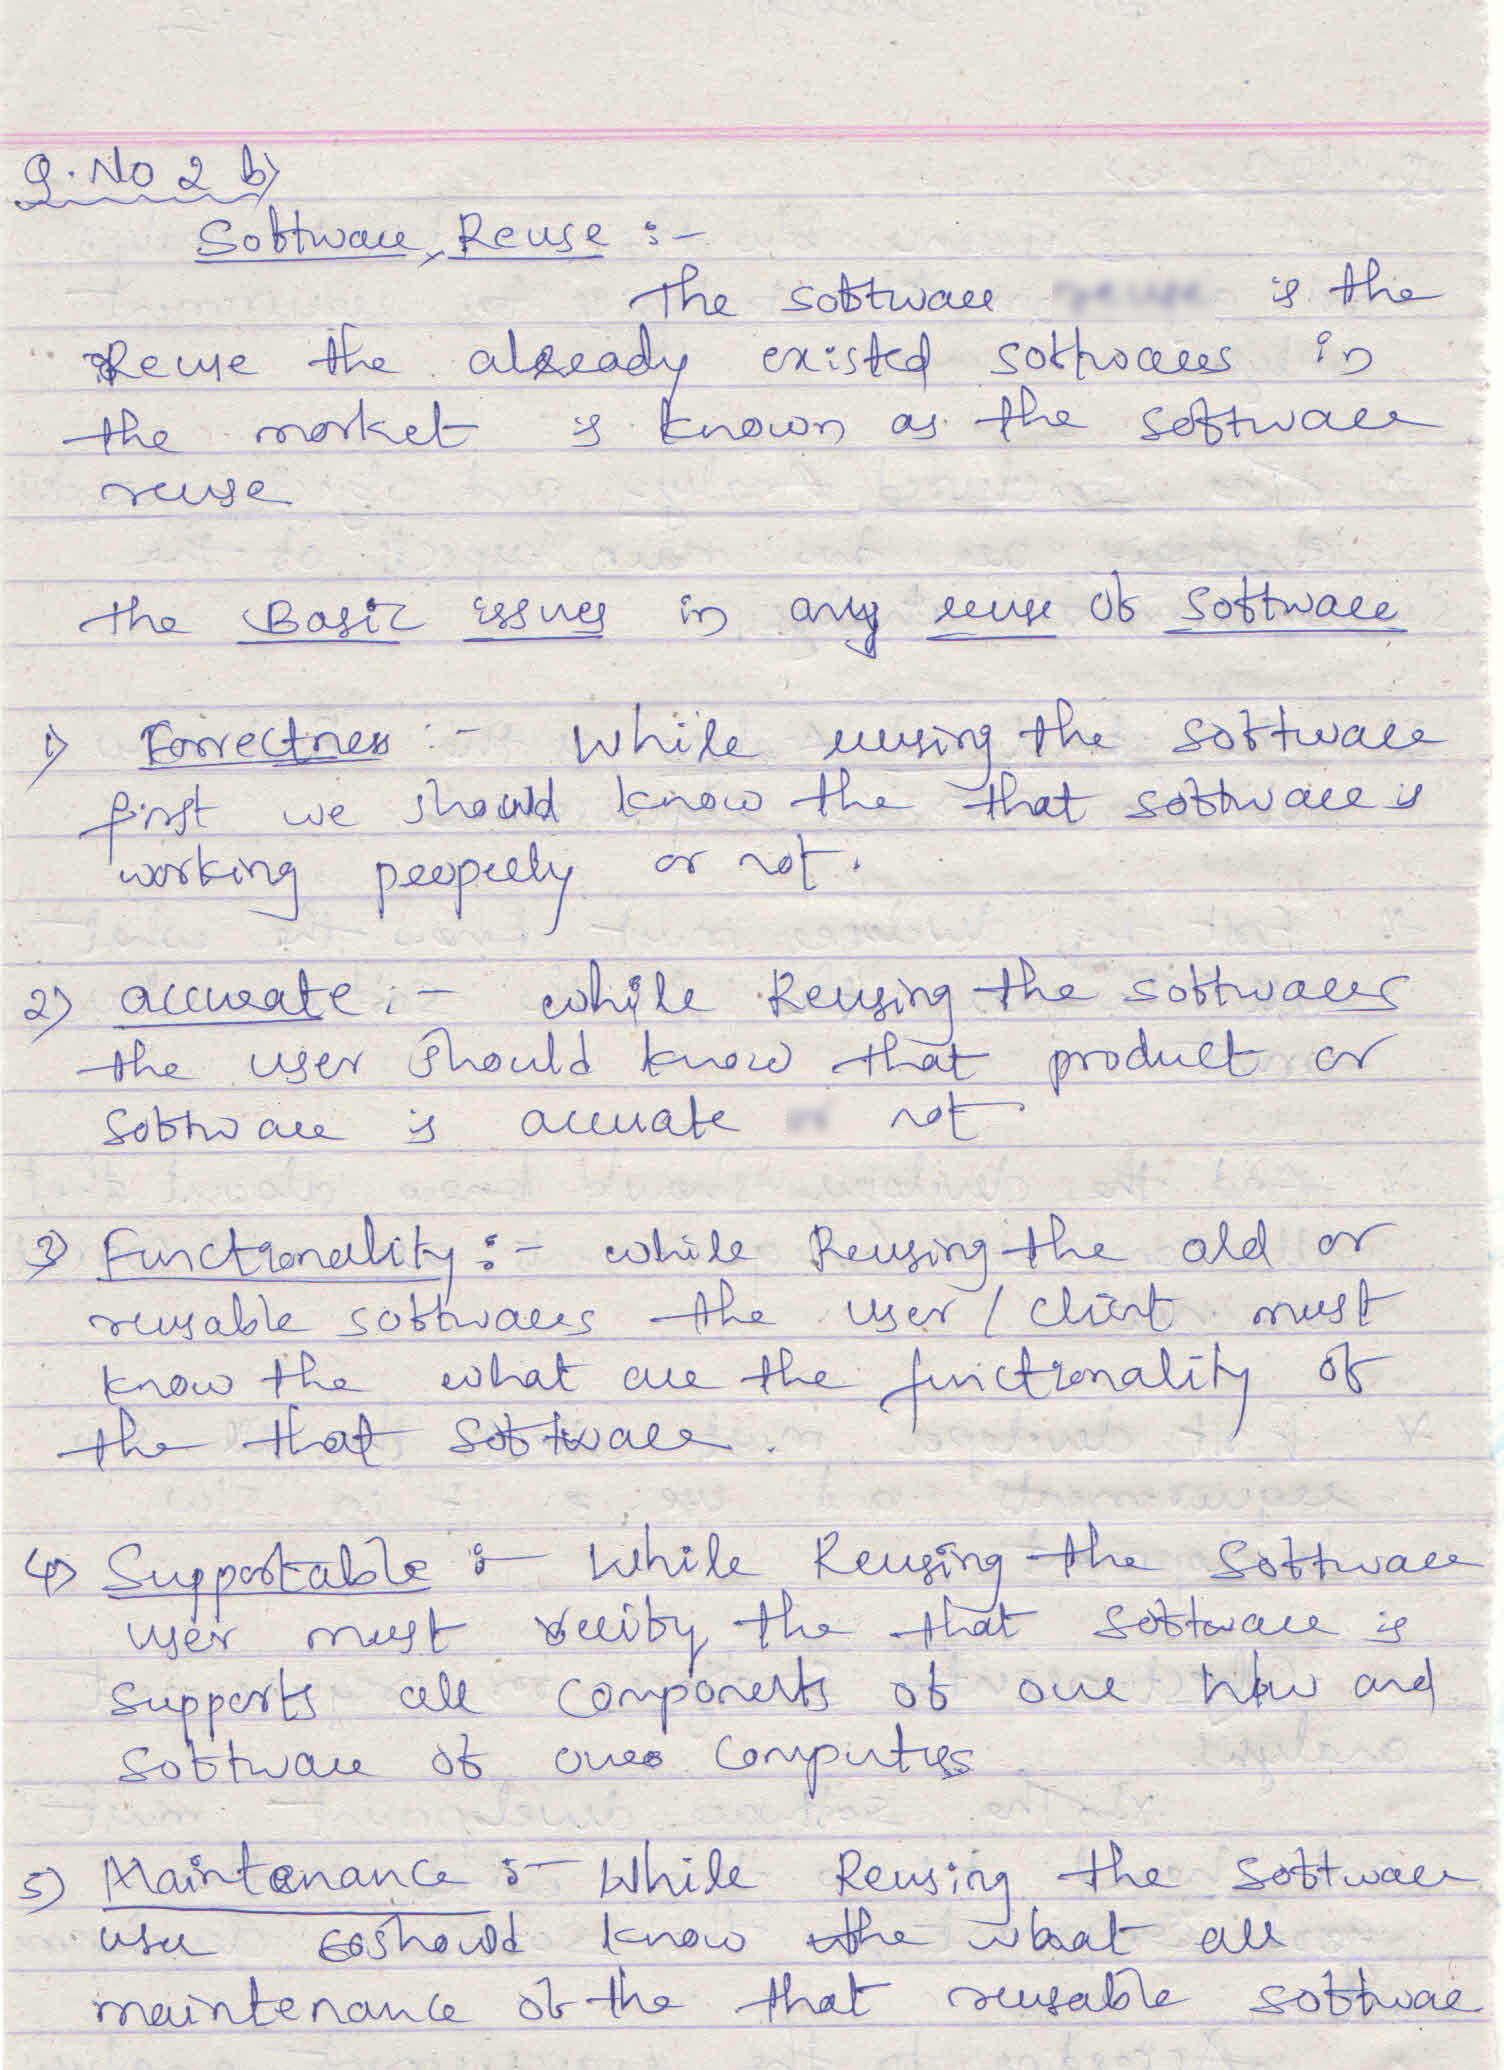 Q. No 2 b)
Software Reuse :-
The software is the
Reuse the already existed softwares in
the market is known as the software
reuse
the Basic issues in any reuse of software
1) Correctness :- While reusing the software
first we should know the that software is
working properly or not.
2) accurate :- while Reusing the softwares
the user should know that product or
software is accurate not
3) Functionality :- while Reusing the old or
reusable softwares the user / client must
know the what are the functionality of
the that software.
4) Supportable :- While Reusing the software
user must verify the that software is
supports all components of our and
software of our computers
5) Maintenance :- While Reusing the software
user should know the what all
maintenance of the that reusable software